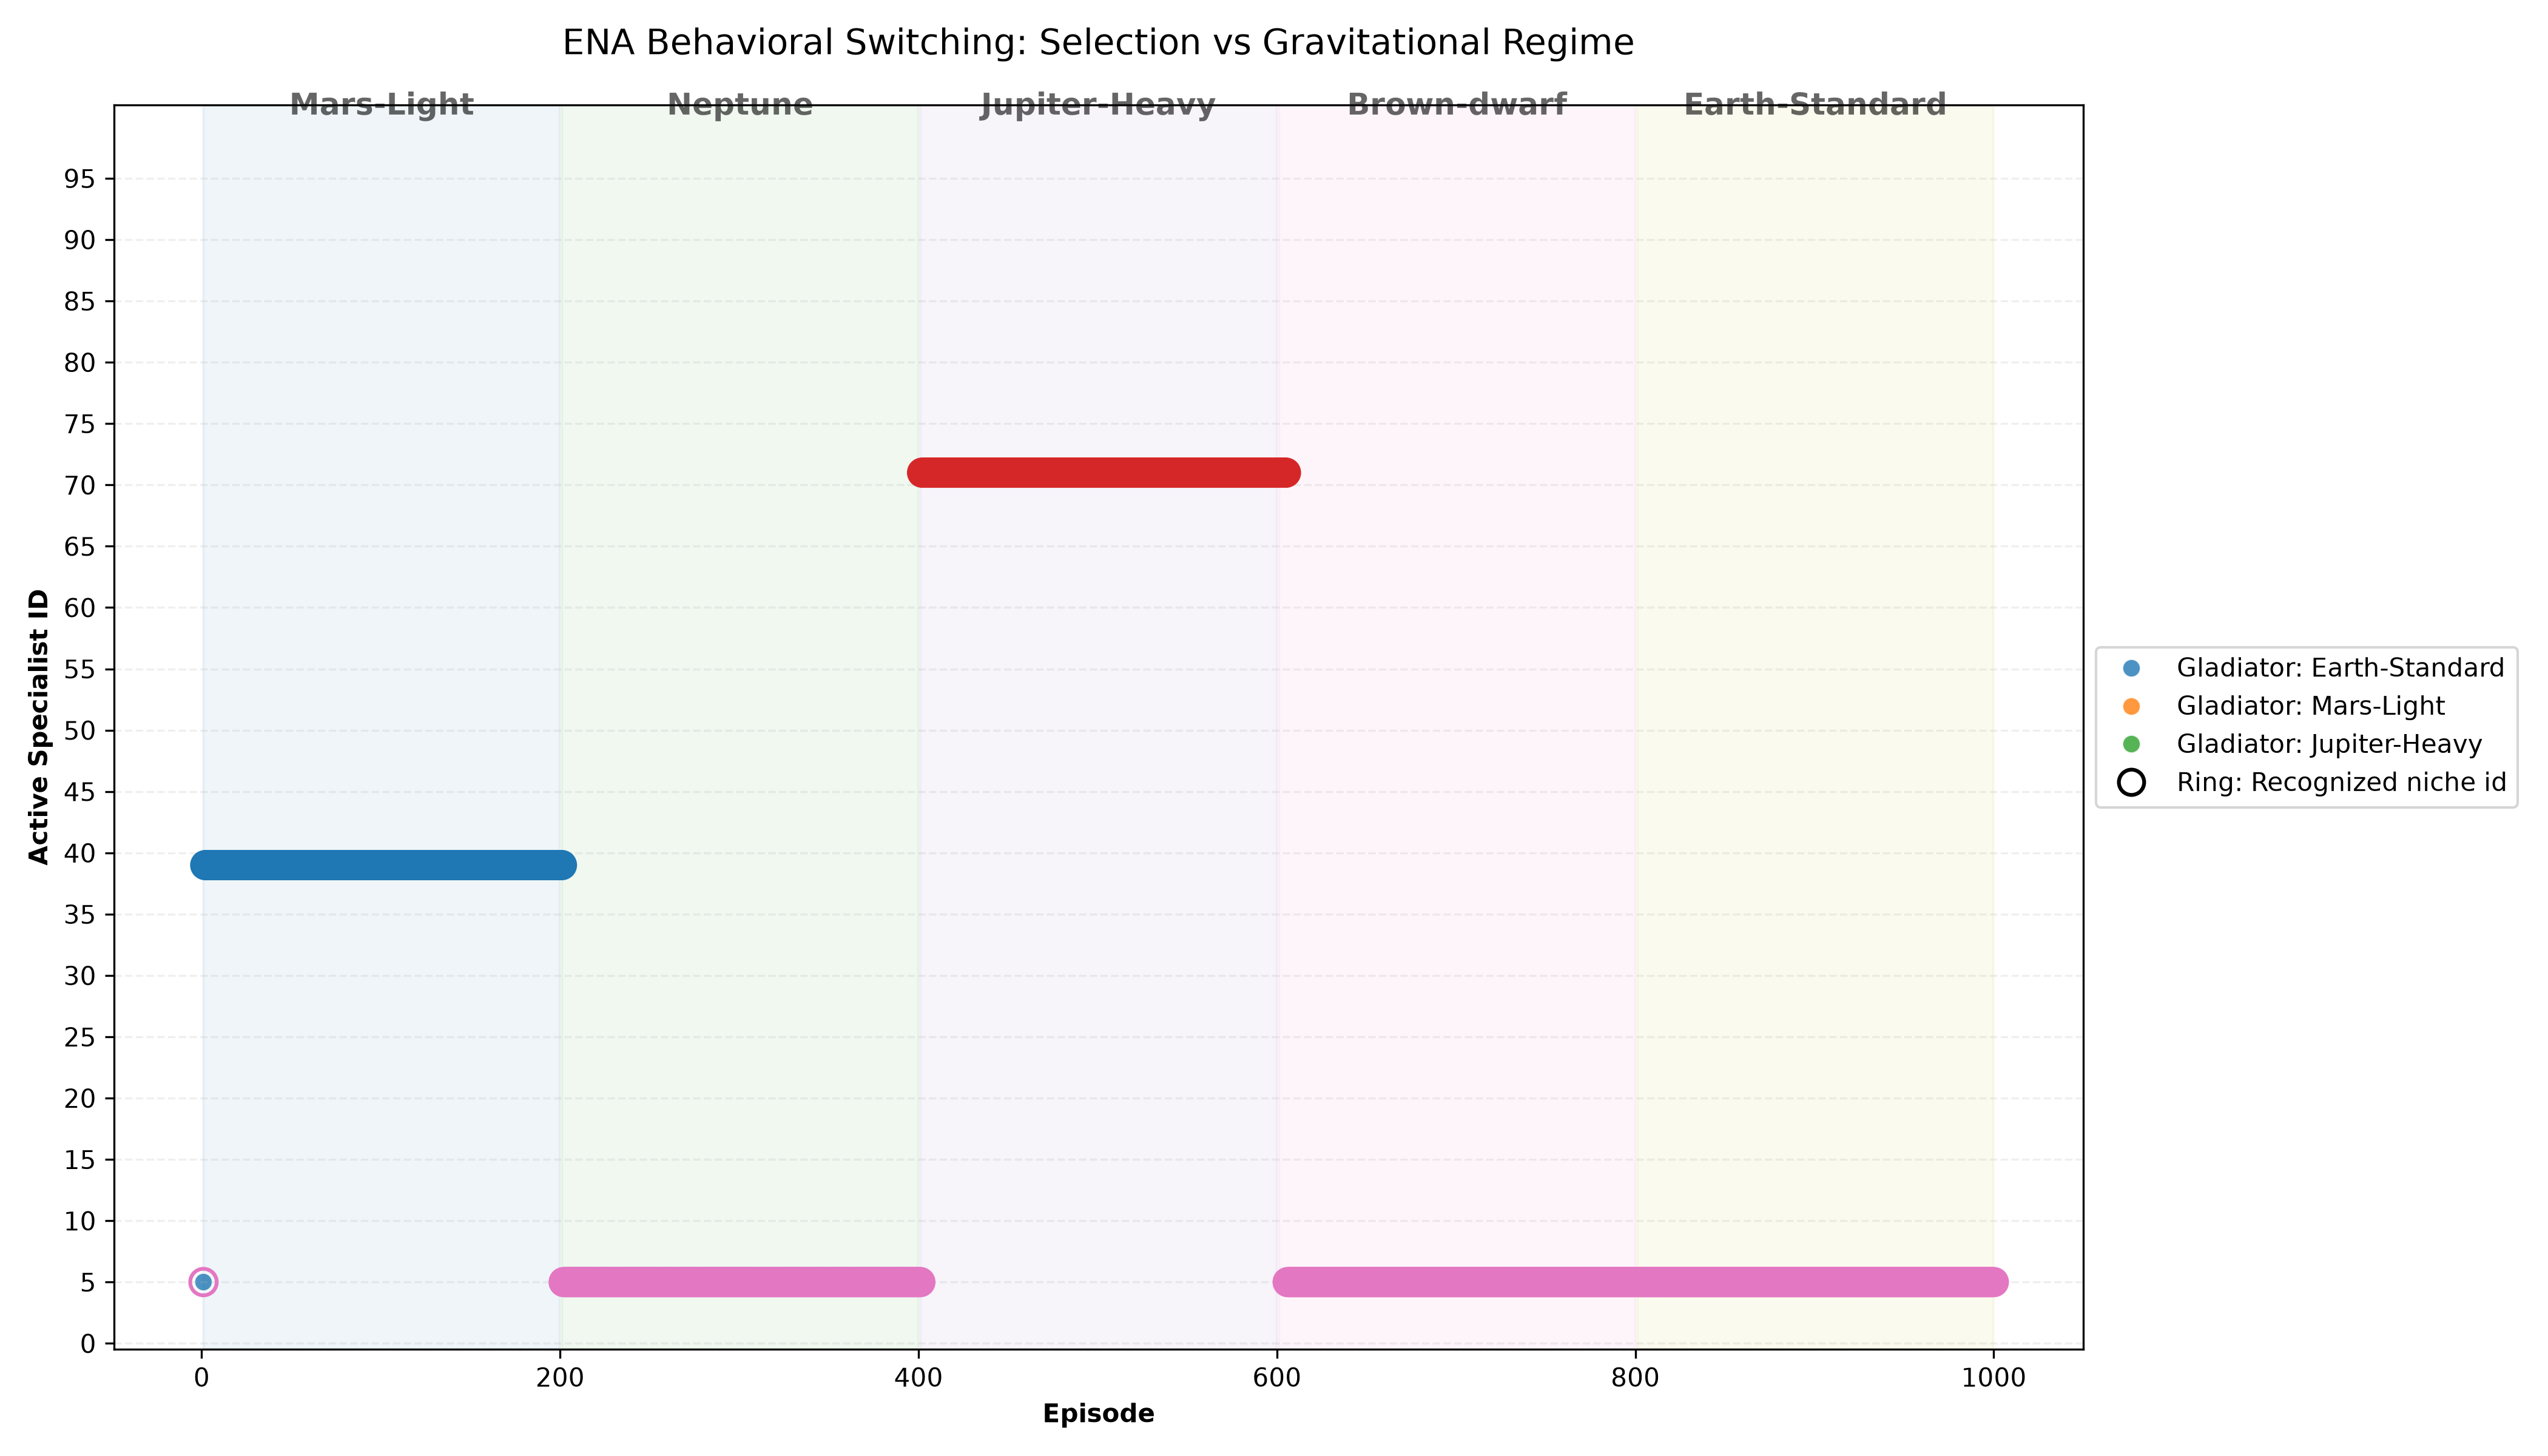 ENA Behavioral Switching: Selection vs Gravitational Regime
Mars-Light Neptune Jupiter-Heavy Brown-dwarf Earth-Standard
95
90
85
80
75
70
65
60
55
50
45
40
35
30
25
20
15
10
5
0
Active Specialist ID
0 200 400 600 800 1000
Episode
Gladiator: Earth-Standard
Gladiator: Mars-Light
Gladiator: Jupiter-Heavy
Ring: Recognized niche id